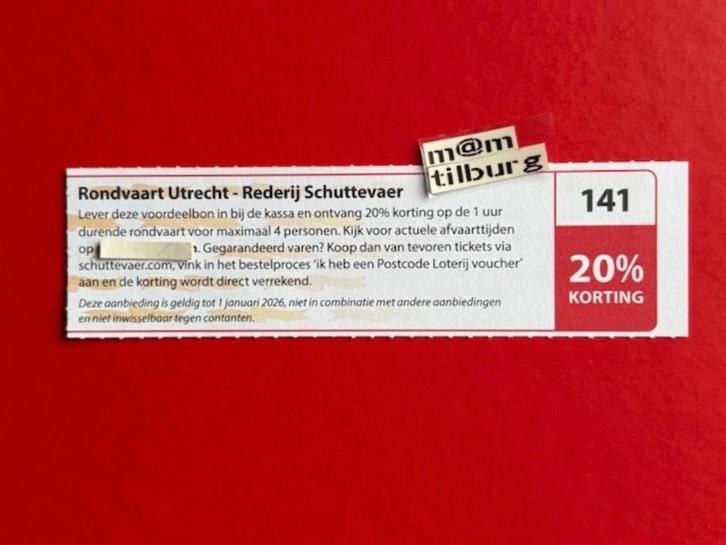 m@m
tilburg
Rondvaart Utrecht - Rederij Schuttevaer
Lever deze voordeelbon in bij de kassa en ontvang 20% korting op de 1 uur
durende rondvaart voor maximaal 4 personen. Kijk voor actuele afvaarttijden
op . Gegarandeerd varen? Koop dan van tevoren tickets via
schuttevaer.com, vink in het bestelproces ‘ik heb een Postcode Loterij voucher’
aan en de korting wordt direct verrekend.
Deze aanbieding is geldig tot 1 januari 2026, niet in combinatie met andere aanbiedingen
en niet inwisselbaar tegen contanten.
141
20%
KORTING